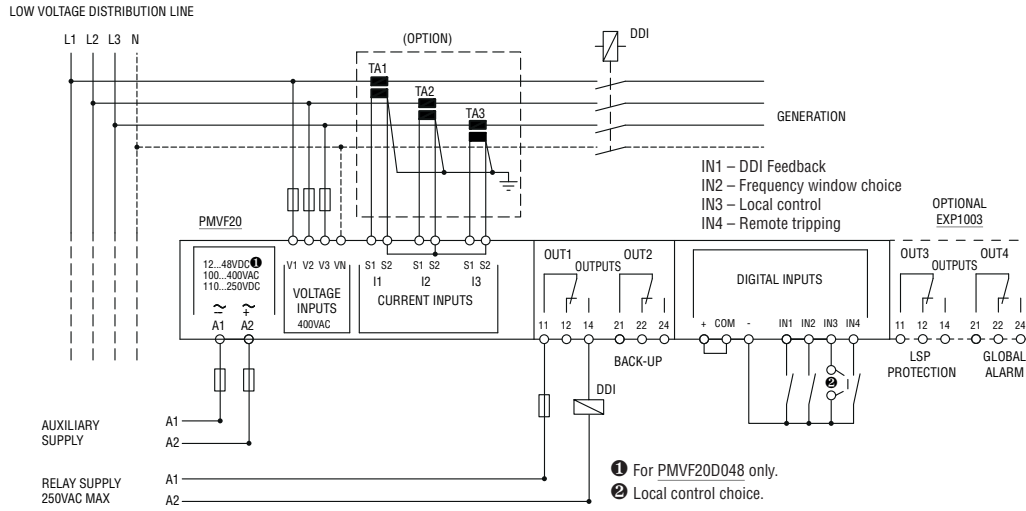 LOW VOLTAGE DISTRIBUTION LINE
L1 L2 L3 N
(OPTION)
DDI
TA1
TA2
TA3
GENERATION
IN1 – DDI Feedback
IN2 – Frequency window choice
IN3 – Local control
IN4 – Remote tripping
OPTIONAL
EXP1003
PMVF20
12...48VDC❶
100...400VAC
110...250VDC
~ ~
− +
A1 A2
V1 V2 V3 VN
VOLTAGE
INPUTS
400VAC
S1 S2 S1 S2 S1 S2
I1 I2 I3
CURRENT INPUTS
OUT1 OUT2
OUTPUTS
11 12 14 21 22 24
BACK-UP
DIGITAL INPUTS
+ COM - IN1 IN2 IN3 IN4
❷
OUT3 OUT4
OUTPUTS
11 12 14 21 22 24
LSP
PROTECTION
GLOBAL
ALARM
DDI
AUXILIARY
SUPPLY
A1
A2
RELAY SUPPLY
250VAC MAX
A1
A2
❶ For PMVF20D048 only.
❷ Local control choice.